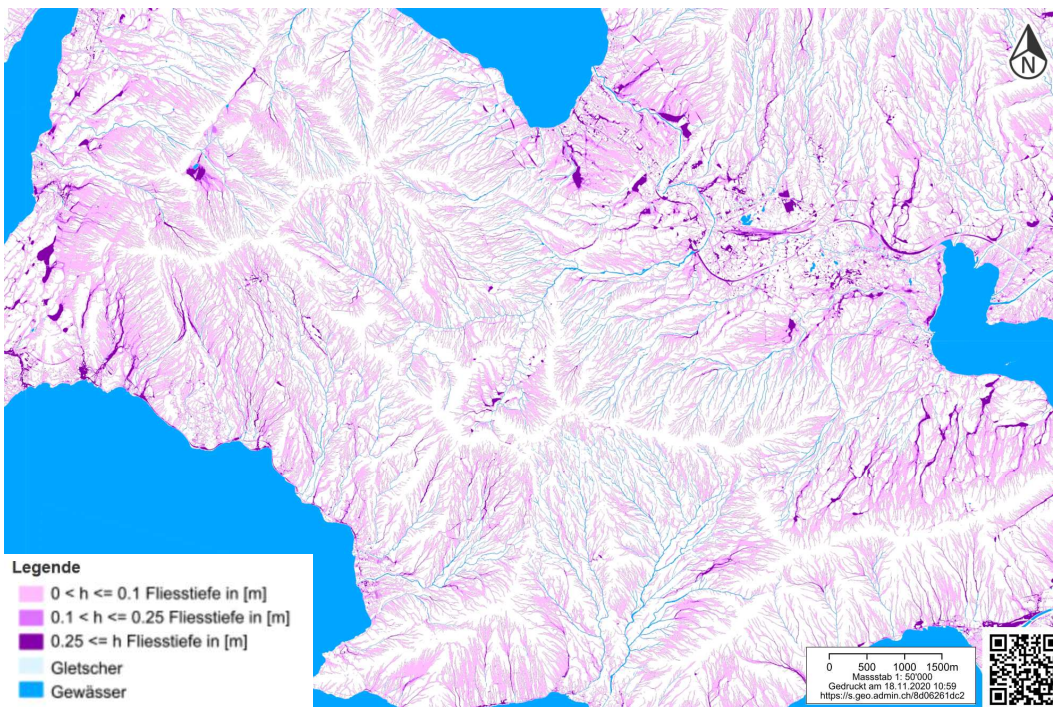 N
Legende
0 < h <= 0.1 Fliesstiefe in [m]
0.1 < h <= 0.25 Fliesstiefe in [m]
0.25 <= h Fliesstiefe in [m]
Gletscher
Gewässer
0 500 1000 1500m
Massstab 1: 50'000
Gedruckt am 18.11.2020 10:59
https://s.geo.admin.ch/8d06261dc2